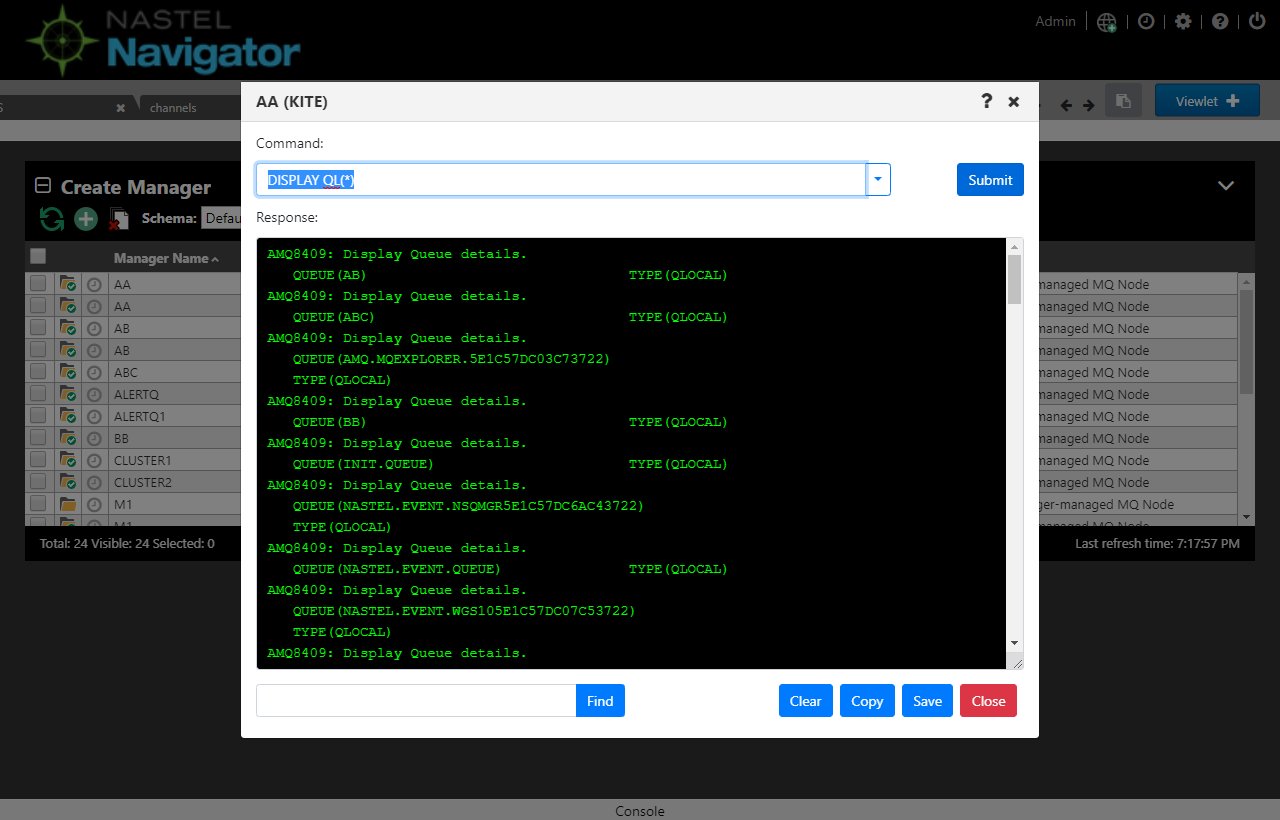 NASTEL
Navigator
Admin
S
channels
Viewlet
AA (KITE)
Command:
DISPLAY QL(*)
Submit
Response:
AMQ8409: Display Queue details.
QUEUE(AB) TYPE(QLOCAL)
AMQ8409: Display Queue details.
QUEUE(ABC) TYPE(QLOCAL)
AMQ8409: Display Queue details.
QUEUE(AMQ.MQEXPLORER.5E1C57DC03C73722)
TYPE(QLOCAL)
AMQ8409: Display Queue details.
QUEUE(BB) TYPE(QLOCAL)
AMQ8409: Display Queue details.
QUEUE(INIT.QUEUE) TYPE(QLOCAL)
AMQ8409: Display Queue details.
QUEUE(NASTEL.EVENT.NSQMGR5E1C57DC6AC43722)
TYPE(QLOCAL)
AMQ8409: Display Queue details.
QUEUE(NASTEL.EVENT.QUEUE) TYPE(QLOCAL)
AMQ8409: Display Queue details.
QUEUE(NASTEL.EVENT.WGS105E1C57DC07C53722)
TYPE(QLOCAL)
AMQ8409: Display Queue details.
Find
Clear
Copy
Save
Close
Create Manager
Schema: Defau
Manager Name
AA
AA
AB
AB
ABC
ALERTQ
ALERTQ1
BB
CLUSTER1
CLUSTER2
M1
M1
managed MQ Node
managed MQ Node
managed MQ Node
managed MQ Node
managed MQ Node
managed MQ Node
managed MQ Node
managed MQ Node
managed MQ Node
managed MQ Node
ger-managed MQ Node
managed MQ Node
Total: 24 Visible: 24 Selected: 0
Last refresh time: 7:17:57 PM
Console